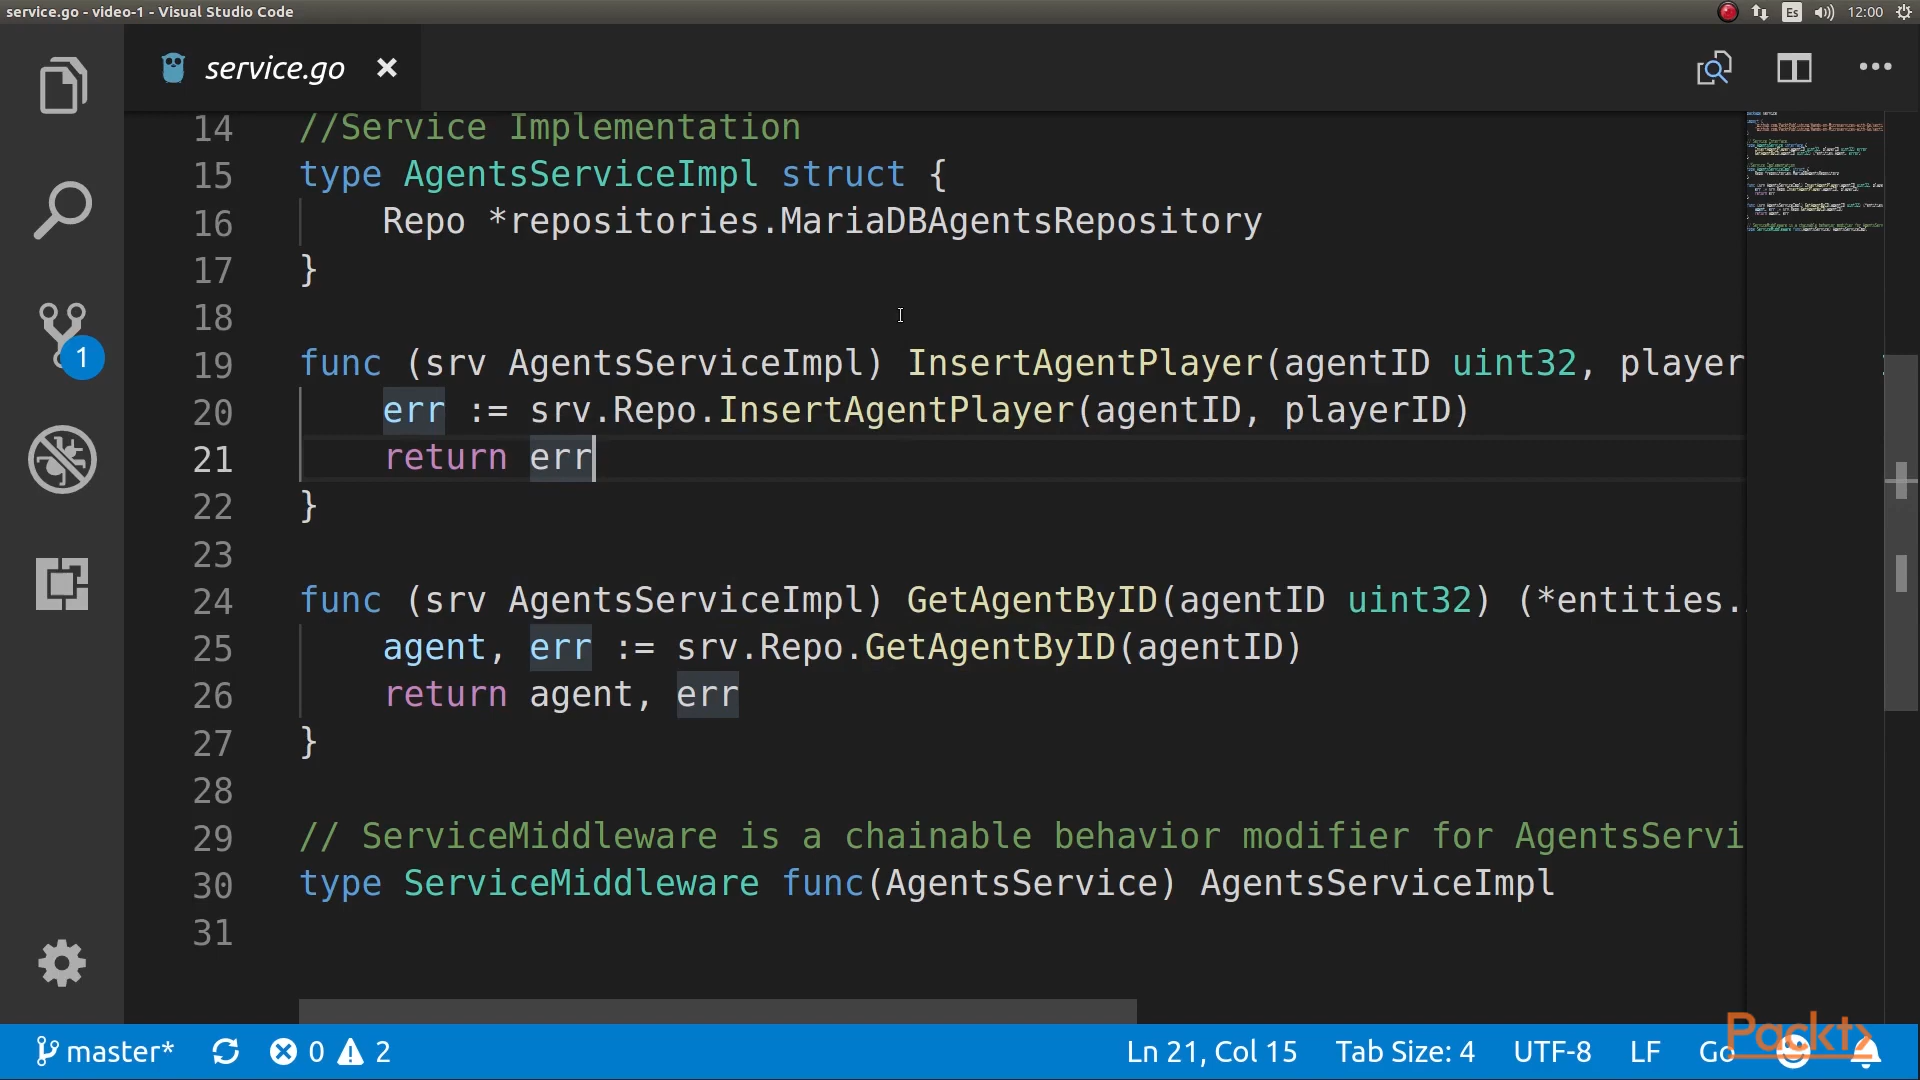 service.go - video-1 - Visual Studio Code
Es
12:00
service.go
14 //Service Implementation
15 type AgentsServiceImpl struct {
16 Repo *repositories.MariaDBAgentsRepository
17 }
18
19 func (srv AgentsServiceImpl) InsertAgentPlayer(agentID uint32, player
20 err := srv.Repo.InsertAgentPlayer(agentID, playerID)
21 return err
22 }
23
24 func (srv AgentsServiceImpl) GetAgentByID(agentID uint32) (*entities.
25 agent, err := srv.Repo.GetAgentByID(agentID)
26 return agent, err
27 }
28
29 // ServiceMiddleware is a chainable behavior modifier for AgentsServi
30 type ServiceMiddleware func(AgentsService) AgentsServiceImpl
31
1
master* 0 2 Ln 21, Col 15 Tab Size: 4 UTF-8 LF Go
Packt>